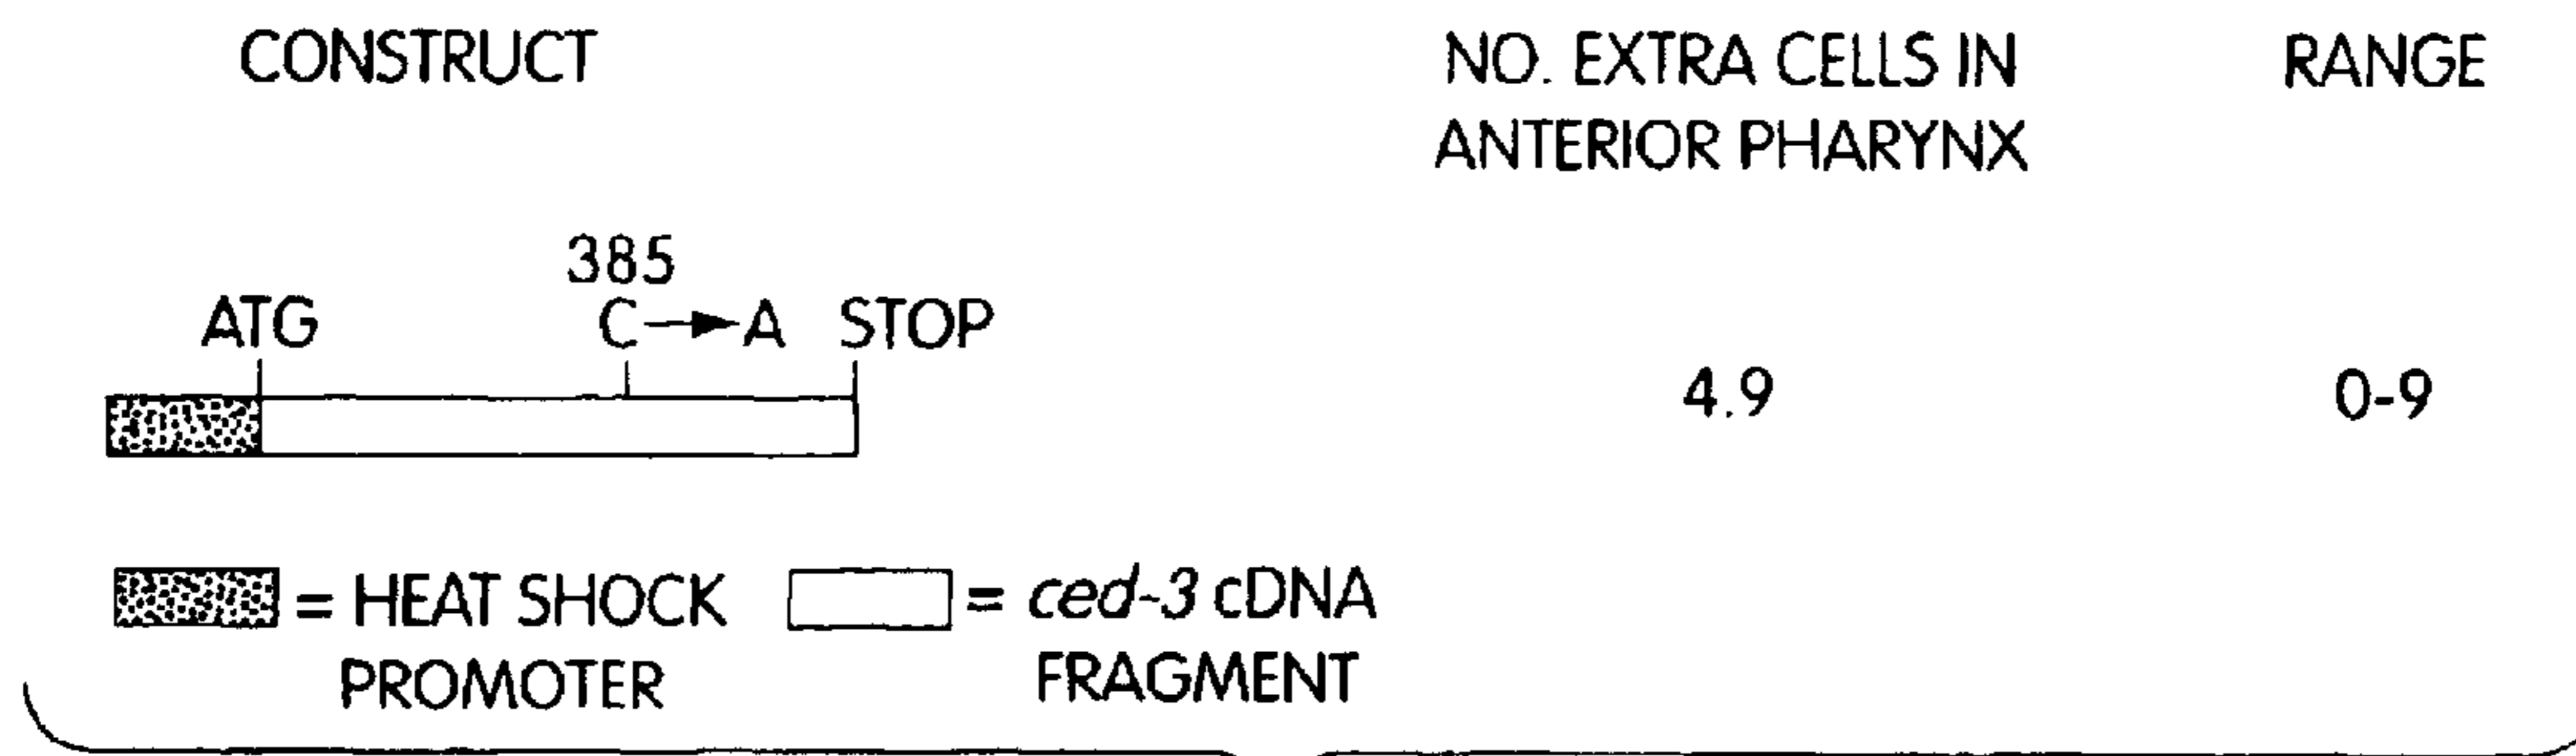 CONSTRUCT NO. EXTRA CELLS IN RANGE
ANTERIOR PHARYNX
385
ATG C→A STOP
4.9 0-9
= HEAT SHOCK = ced-3 cDNA
PROMOTER FRAGMENT